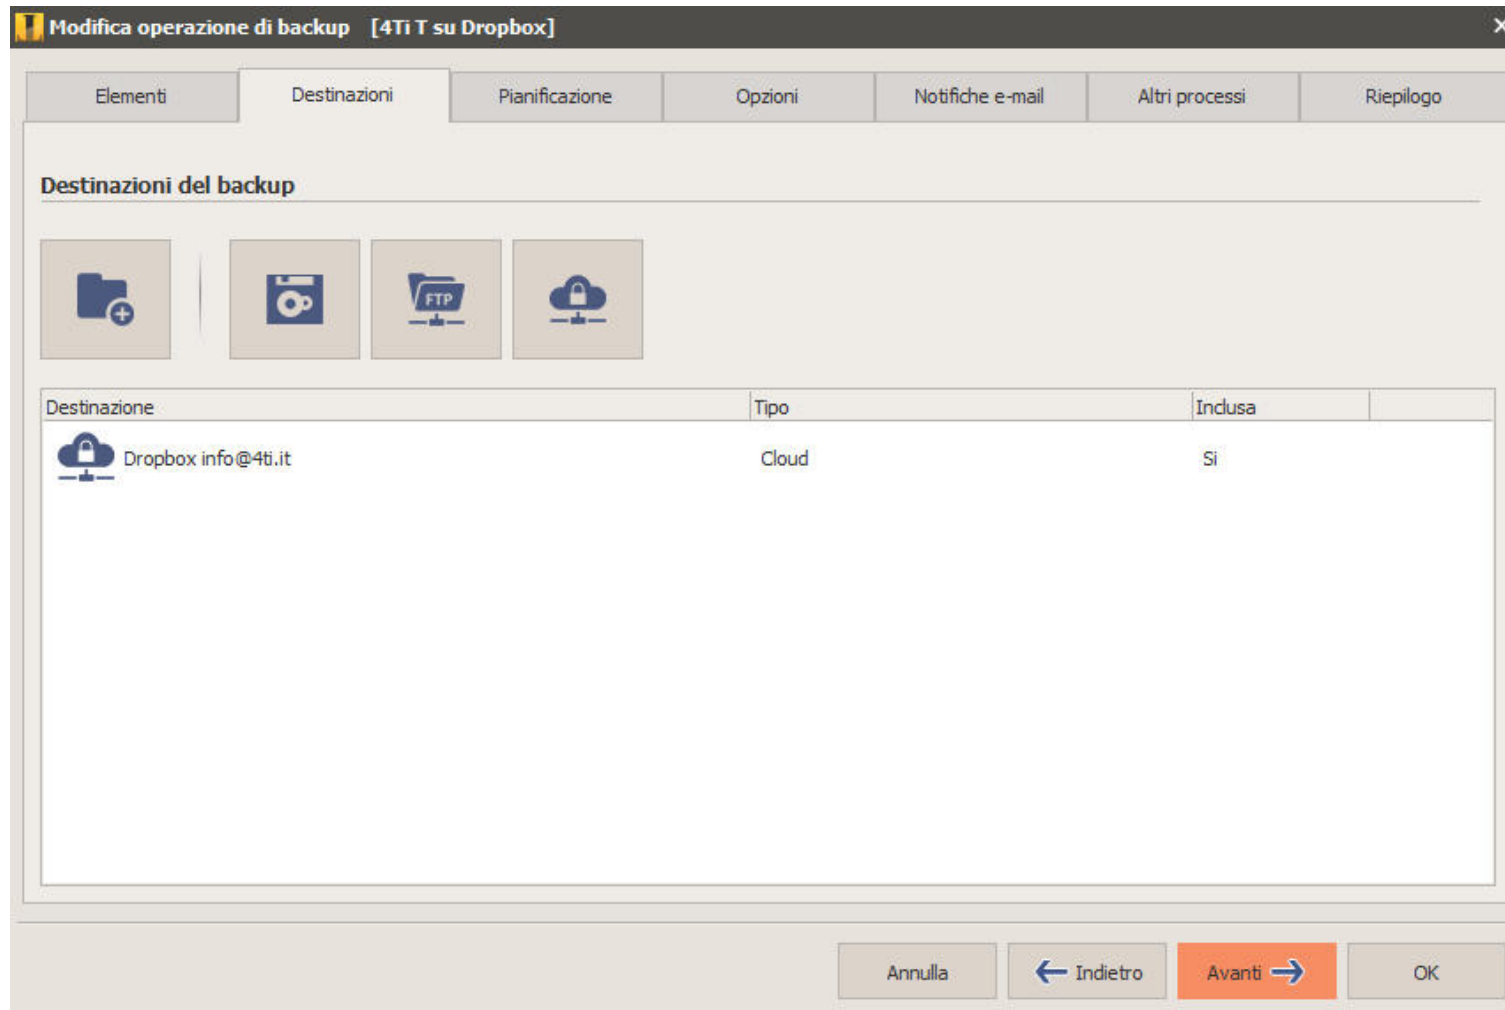 Modifica operazione di backup [4Ti T su Dropbox]
Elementi Destinazioni Pianificazione Opzioni Notifiche e-mail Altri processi Riepilogo
Destinazioni del backup
FTP
Destinazione Tipo Inclusa
Dropbox info@4ti.it Cloud Si
Annulla Indietro Avanti OK